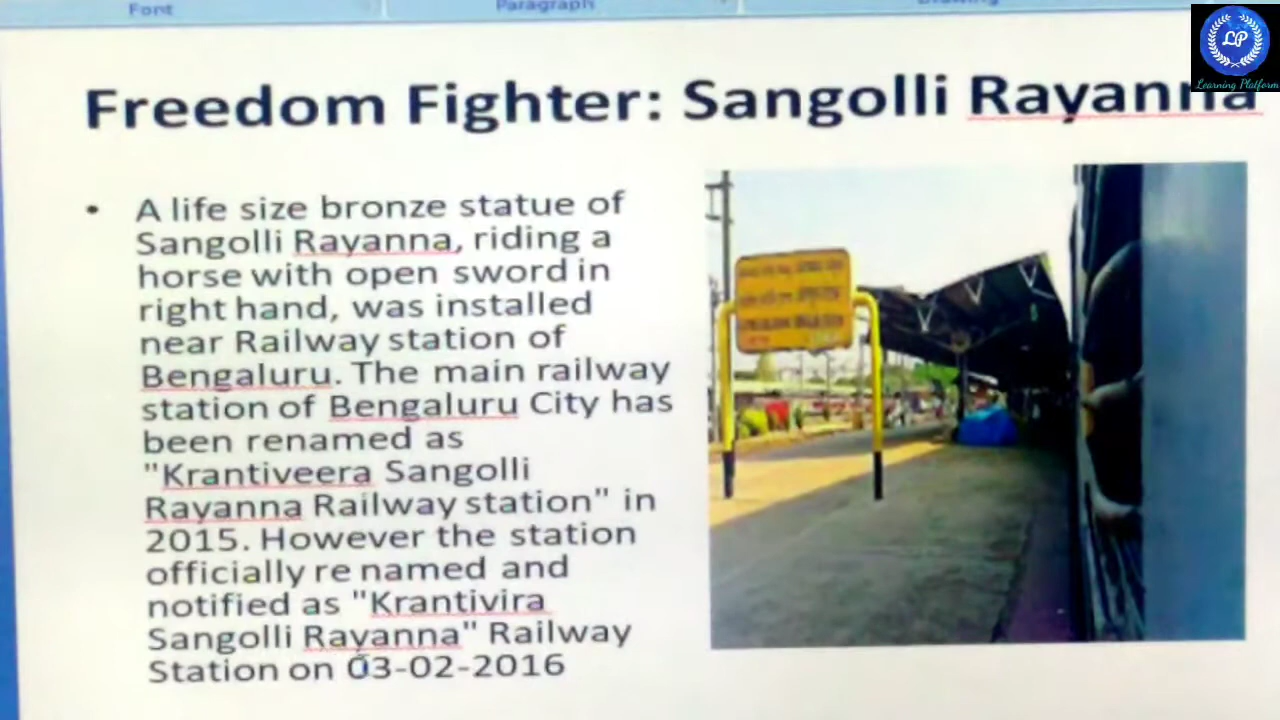 Font
Paragraph
Drawing
LP
Learning Platform
Freedom Fighter: Sangolli Rayanna
• A life size bronze statue of
Sangolli Rayanna, riding a
horse with open sword in
right hand, was installed
near Railway station of
Bengaluru. The main railway
station of Bengaluru City has
been renamed as
"Krantiveera Sangolli
Rayanna Railway station" in
2015. However the station
officially re named and
notified as "Krantivira
Sangolli Rayanna" Railway
Station on 03-02-2016